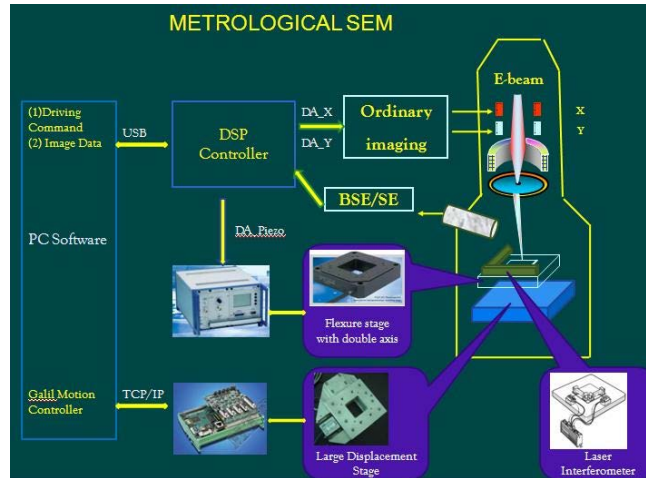 METROLOGICAL SEM
E-beam
(1)Driving
Command
(2) Image Data
USB
DSP
Controller
DA_X
DA_Y
Ordinary
imaging
X
Y
BSE/SE
PC Software
DA_Piezo
Flexure stage
with double axis
Galil Motion
Controller
TCP/IP
Large Displacement
Stage
Laser
Interferometer